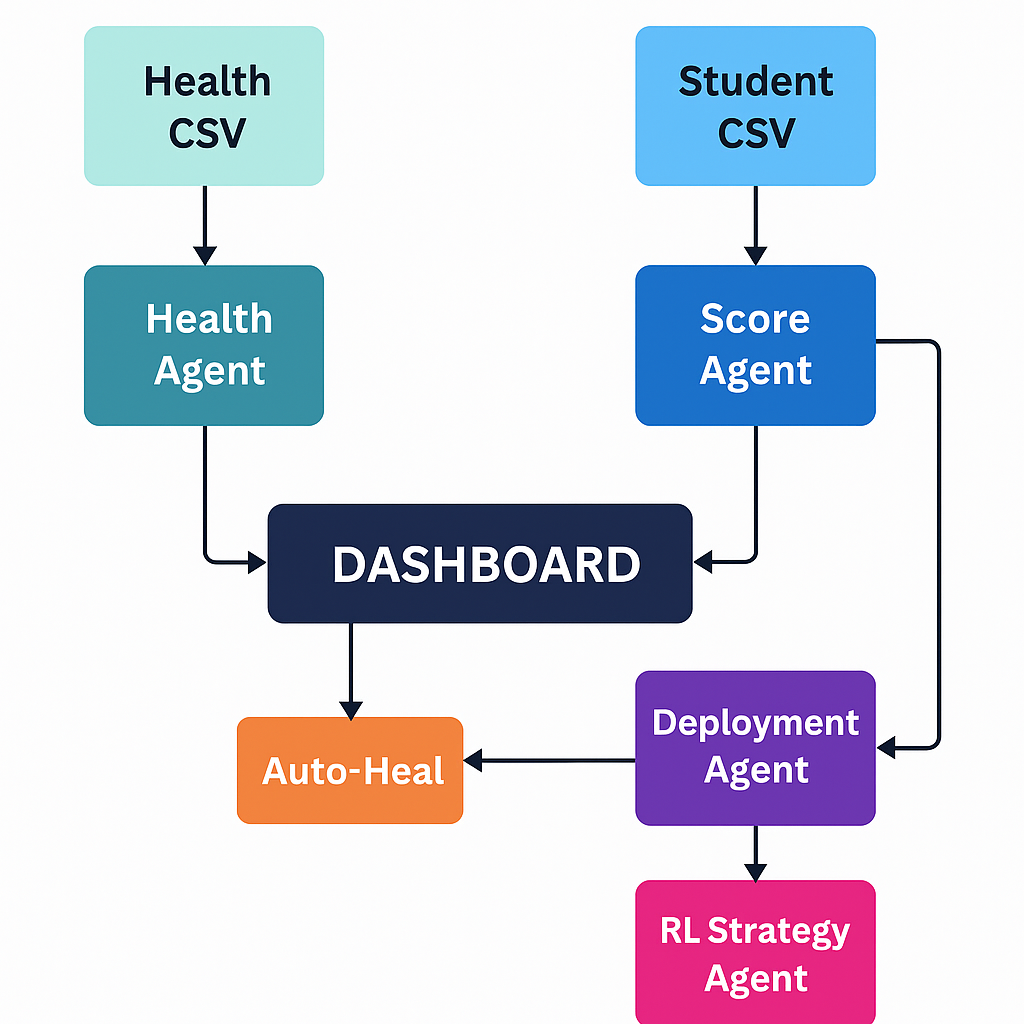 Health
CSV
Student
CSV
Health
Agent
Score
Agent
DASHBOARD
Deployment
Agent
Auto-Heal
RL Strategy
Agent